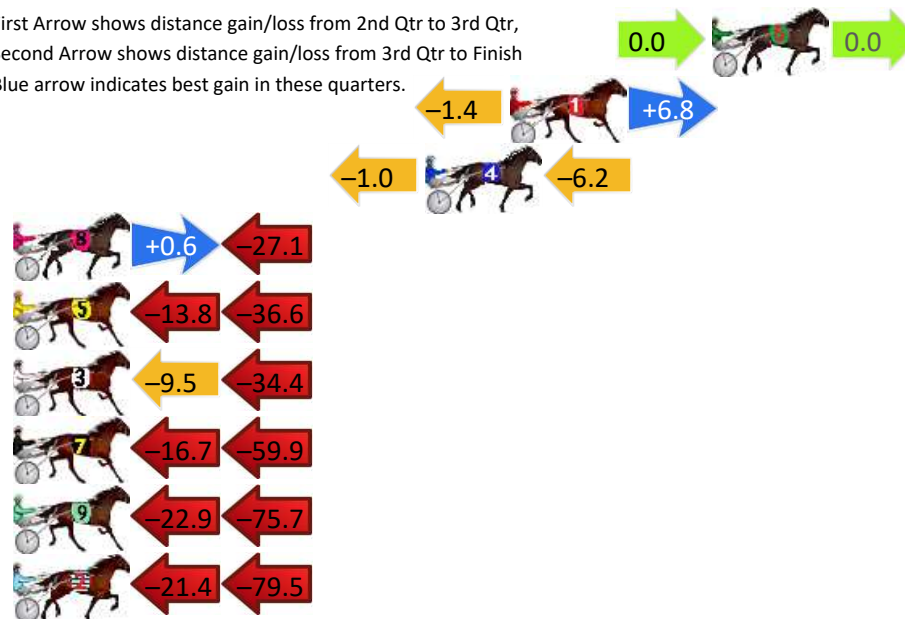 irst Arrow shows distance gain/loss from 2nd Qtr to 3rd Qtr,
Second Arrow shows distance gain/loss from 3rd Qtr to Finish
Blue arrow indicates best gain in these quarters.
0.0 0.0
–1.4 1 +6.8
–1.0 4 –6.2
8 +0.6 –27.1
5 –13.8 –36.6
3 –9.5 –34.4
7 –16.7 –59.9
9 –22.9 –75.7
–21.4 –79.5